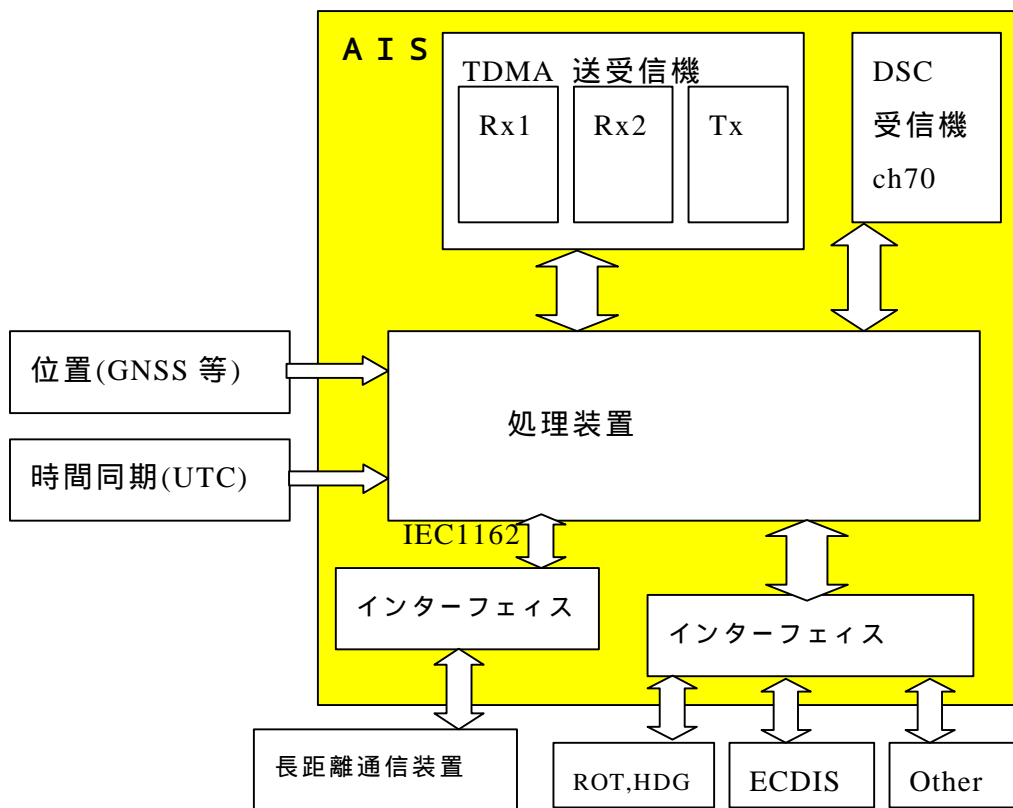 ＡＩＳ
TDMA 送受信機
Rx1
Rx2
Tx
DSC
受信機
ch70
位置(GNSS 等)
処理装置
時間同期(UTC)
IEC1162
インターフェィス
インターフェィス
長距離通信装置
ROT,HDG
ECDIS
Other